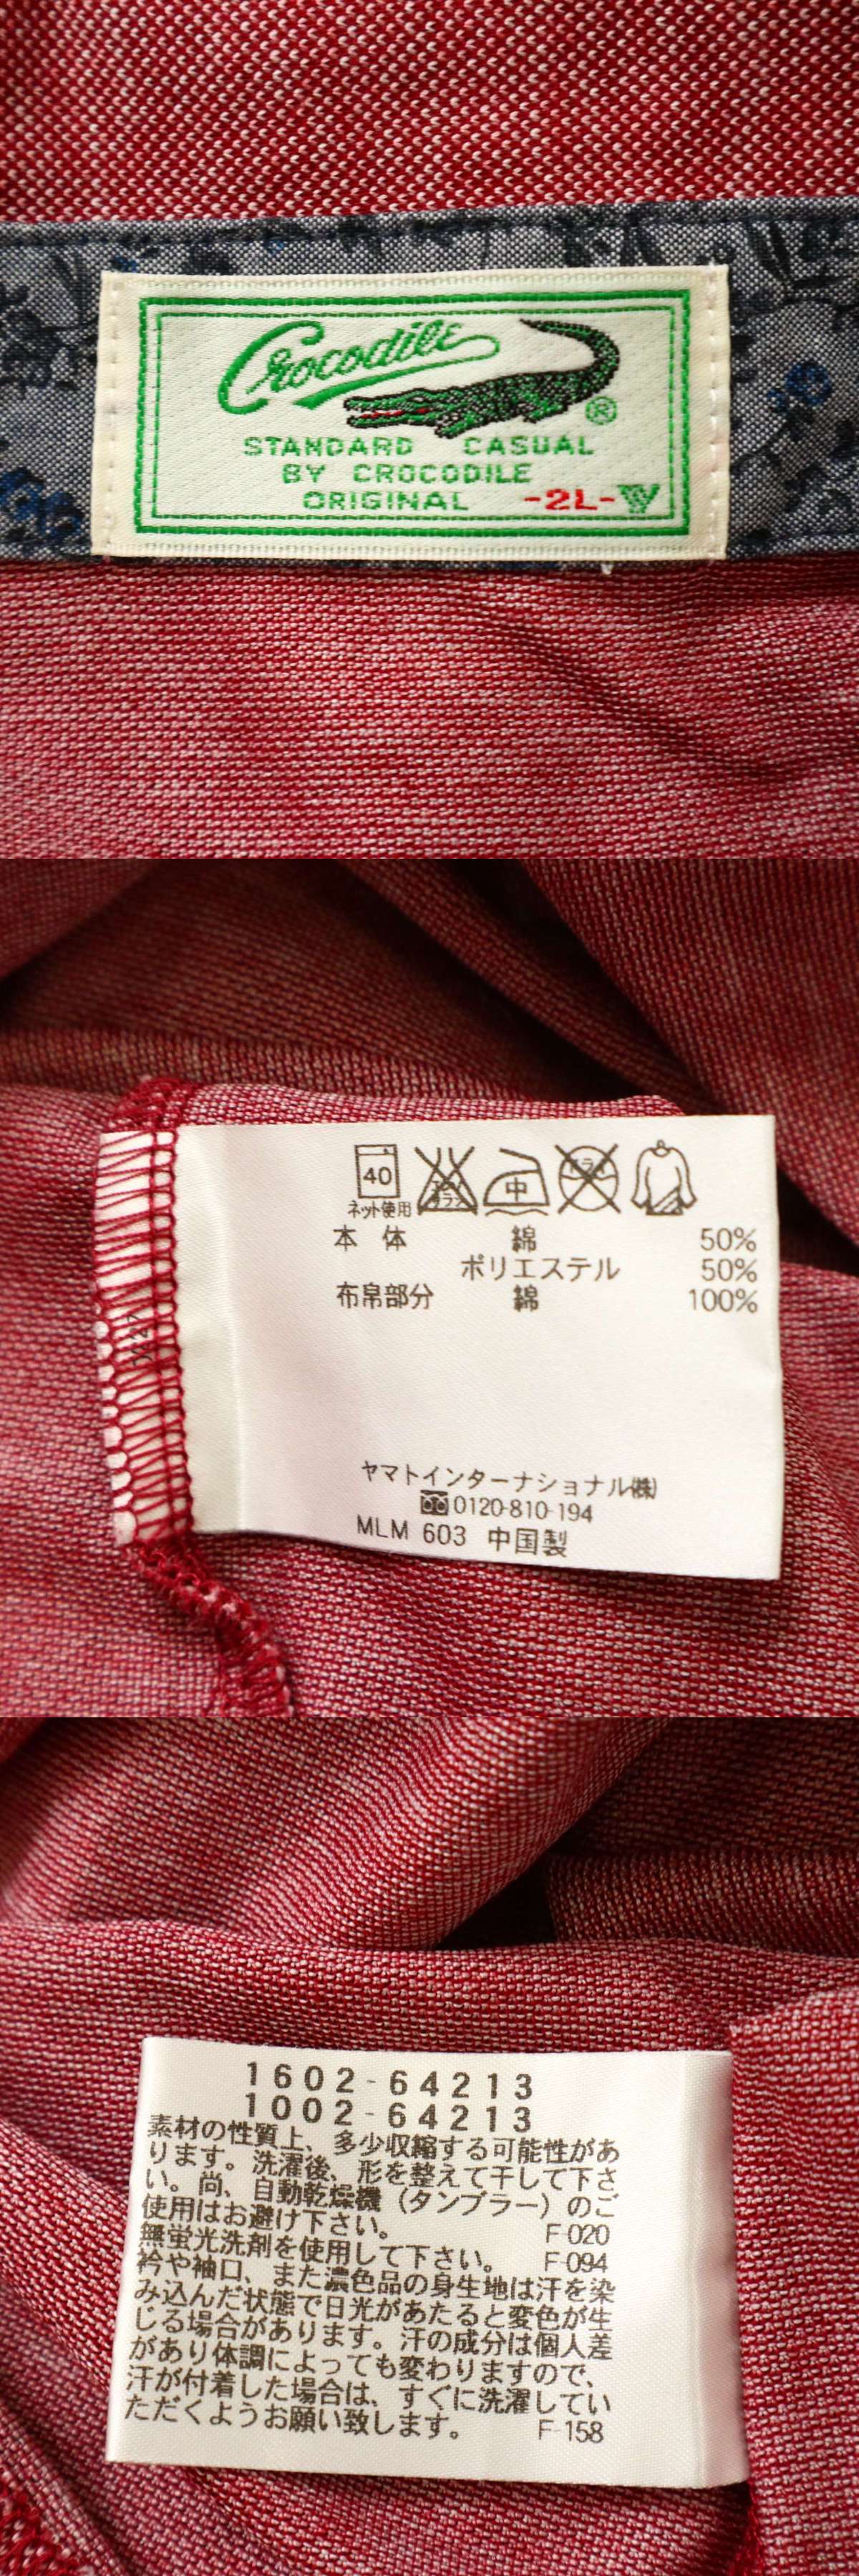 Crocodile
®
STANDARD CASUAL
BY CROCODILE
ORIGINAL -2L-
40
ネット使用
中
ドライ
本体 綿 50%
ポリエステル 50%
布帛部分 綿 100%
ヤマトインターナショナル㈱
0120-810-194
MLM 603 中国製
1602-64213
1002-64213
素材の性質上、多少収縮する可能性があ
ります。洗濯後、形を整えて干して下さ
い。尚、自動乾燥機（タンブラー）のご
使用はお避け下さい。 F-020
無蛍光洗剤を使用して下さい。 F-094
衿や袖口、また濃色品の身生地は汗を染
み込んだ状態で日光があたると変色が生
じる場合があります。汗の成分は個人差
があり体調によっても変わりますので、
汗が付着した場合は、すぐに洗濯してい
ただくようお願い致します。 F-158